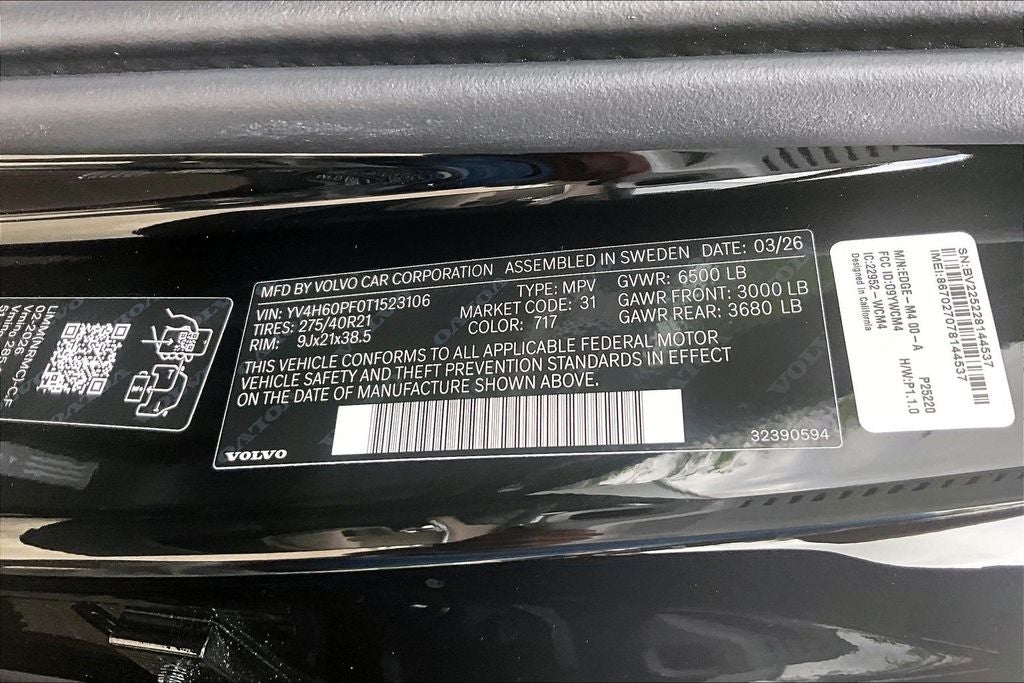 MFD BY VOLVO CAR CORPORATION ASSEMBLED IN SWEDEN DATE: 03/26
VIN: YV4H60PF0T1523106 TYPE: MPV GVWR: 6500 LB
TIRES: 275/40R21 MARKET CODE: 31 GAWR FRONT: 3000 LB
RIM: 9Jx21x38.5 COLOR: 717 GAWR REAR: 3680 LB
THIS VEHICLE CONFORMS TO ALL APPLICABLE FEDERAL MOTOR
VEHICLE SAFETY AND THEFT PREVENTION STANDARDS IN EFFECT
ON THE DATE OF MANUFACTURE SHOWN ABOVE.
VOLVO
32390594
SN:BV225228144537
IMEI:867027078144537
P25220
M/N:EDGE-M4 00-A H/W:P1.1.0
FCC ID:09YWCM4
IC:22952-WCM4
Designed in California
02-2026